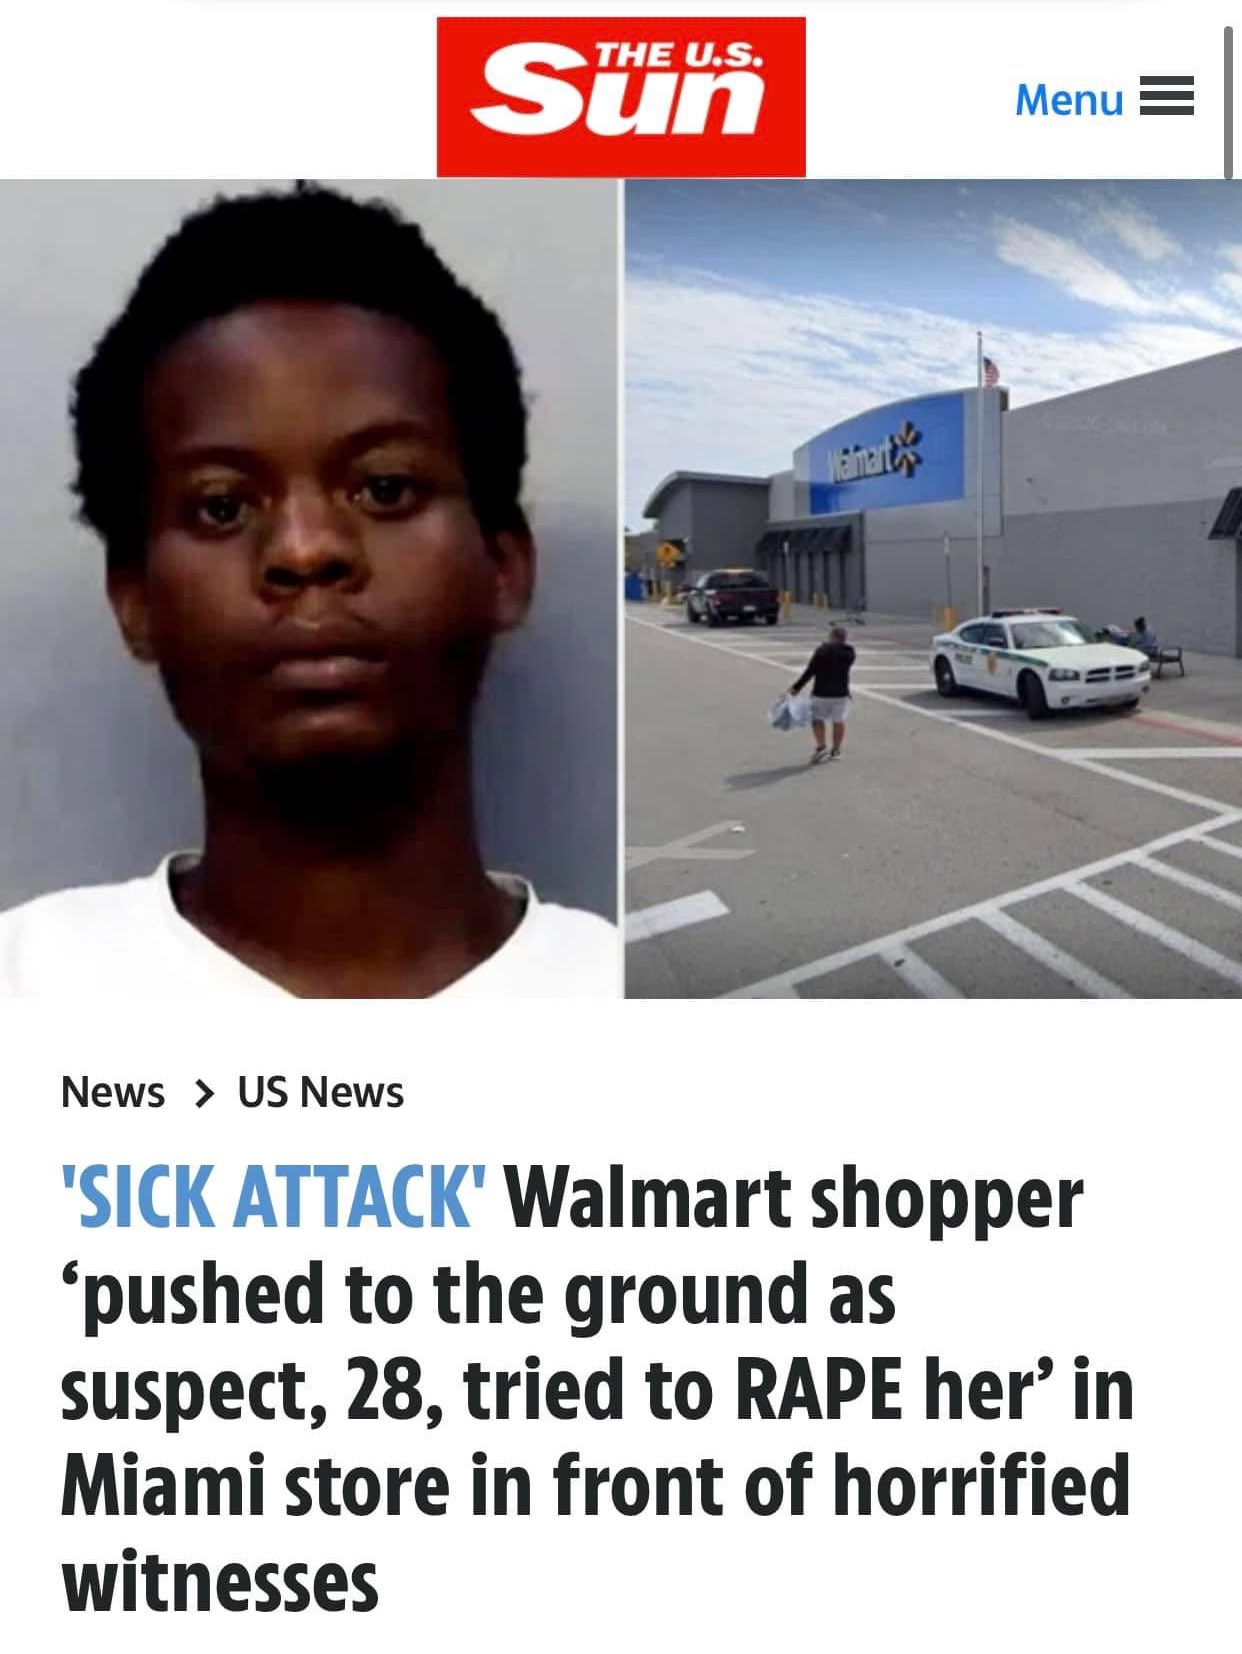 THE U.S.
Sun
Menu
Walmart
News > US News
'SICK ATTACK' Walmart shopper
‘pushed to the ground as
suspect, 28, tried to RAPE her’ in
Miami store in front of horrified
witnesses